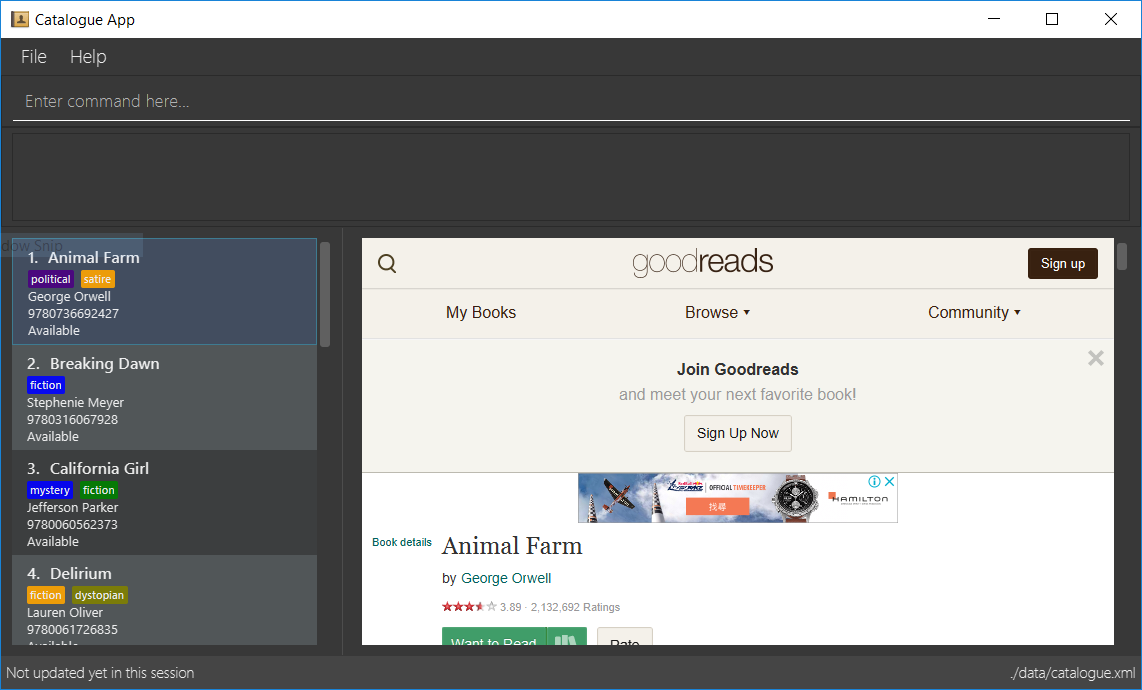 Catalogue App
File Help
Enter command here...
dow Snip
1. Animal Farm
political satire
George Orwell
9780736692427
Available
2. Breaking Dawn
fiction
Stephenie Meyer
9780316067928
Available
3. California Girl
mystery fiction
Jefferson Parker
9780060562373
Available
4. Delirium
fiction dystopian
Lauren Oliver
9780061726835
Available
goodreads
Sign up
My Books Browse ▾ Community ▾
Join Goodreads
and meet your next favorite book!
Sign Up Now
OFFICIAL TIMEKEEPER
找尋
HAMILTON
Book details
Animal Farm
by George Orwell
3.89 · 2,132,692 Ratings
Want to Read
Rate
Not updated yet in this session
./data/catalogue.xml